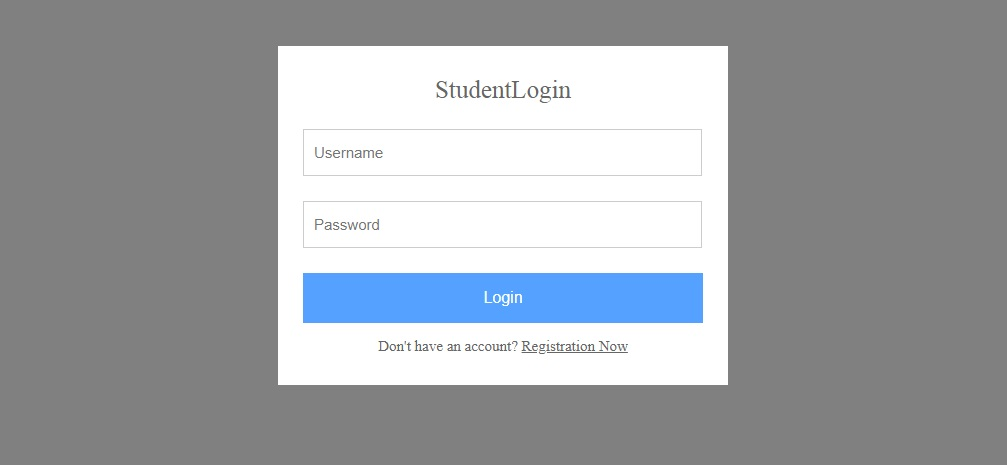 StudentLogin
Username
Password
Login
Don't have an account? Registration Now